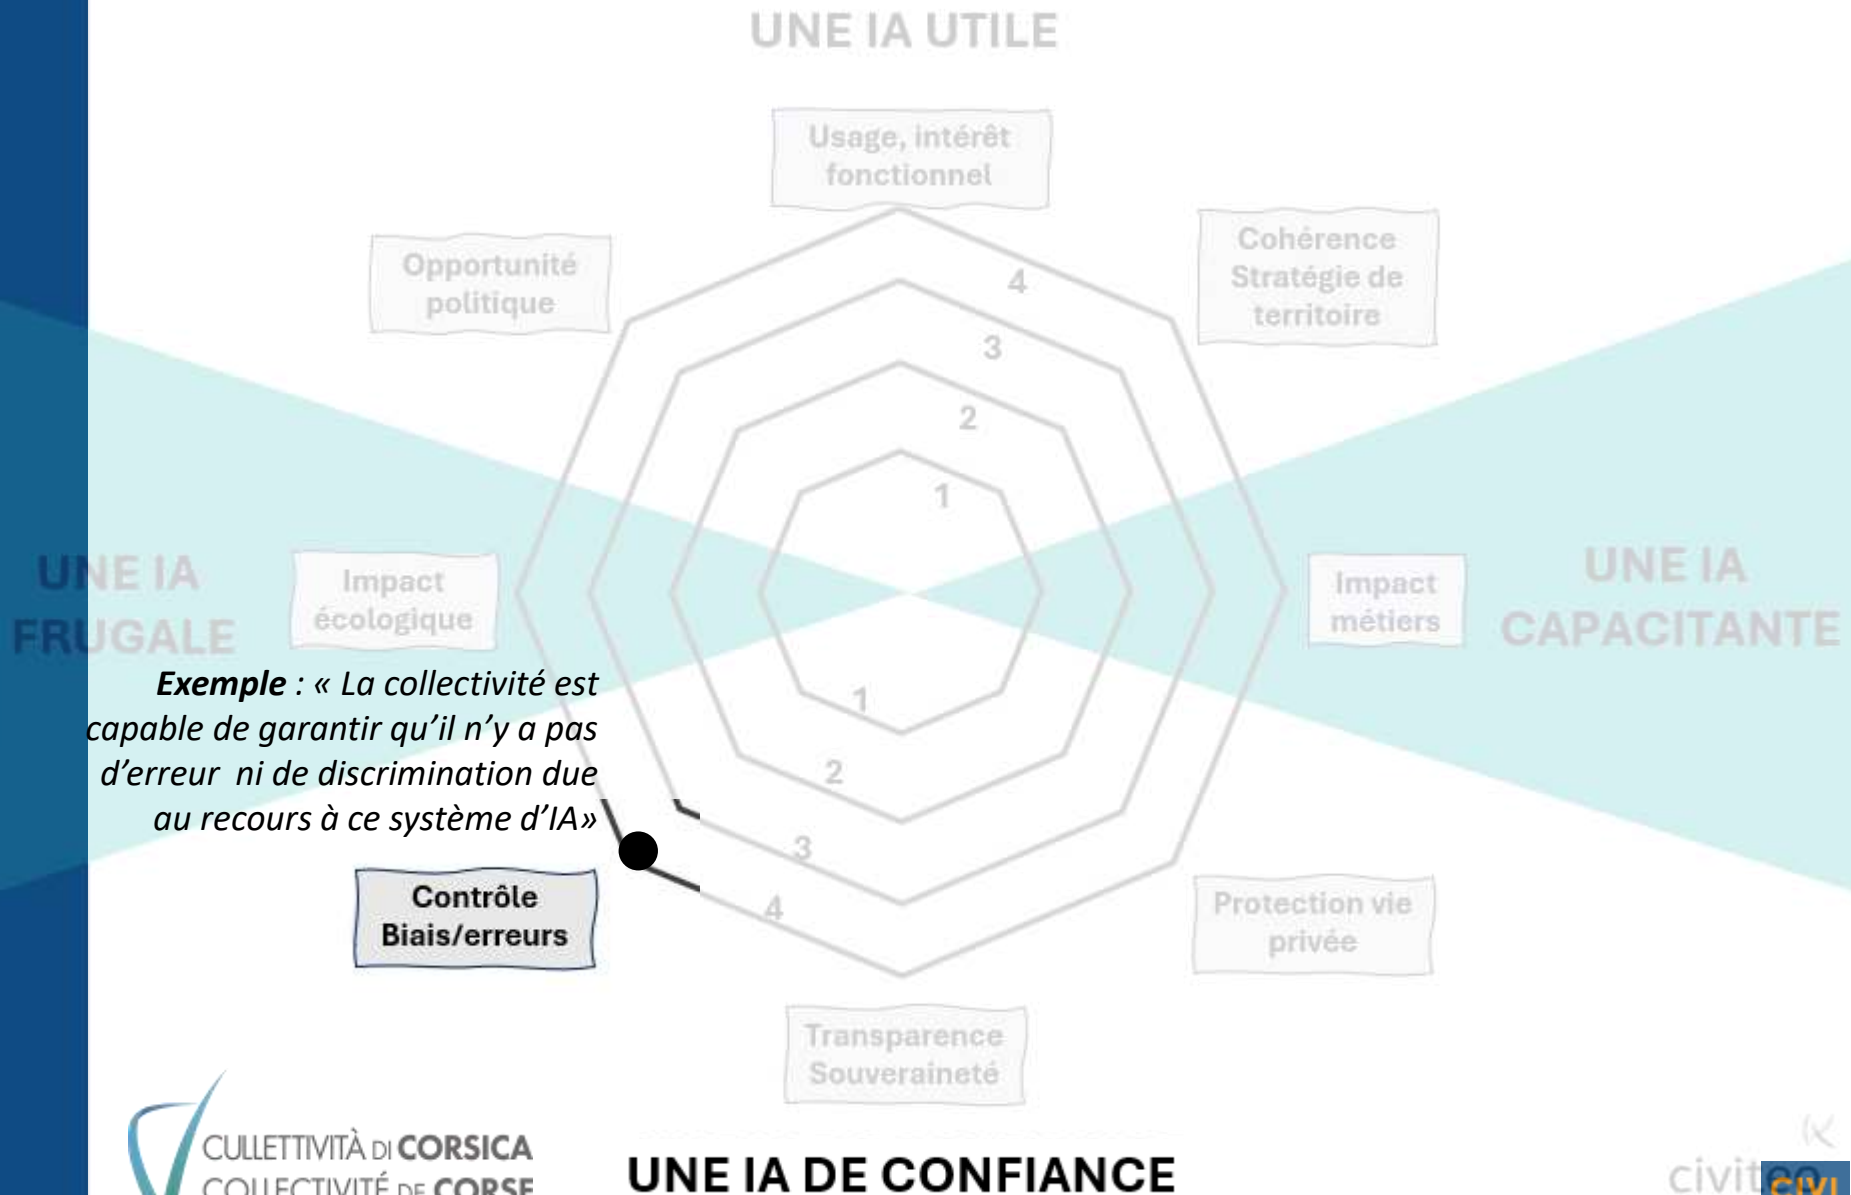 UNE IA UTILE
Usage, intérêt
fonctionnel
Opportunité
politique
Cohérence
Stratégie de
territoire
4
3
2
1
UNE IA
FRUGALE
Impact
écologique
Impact
métiers
UNE IA
CAPACITANTE
Exemple : « La collectivité est
capable de garantir qu’il n’y a pas
d’erreur ni de discrimination due
au recours à ce système d’IA»
1
2
3
4
Contrôle
Biais/erreurs
Protection vie
privée
Transparence
Souveraineté
CULLETTIVITÀ DI CORSICA
COLLECTIVITÉ DE CORSE
UNE IA DE CONFIANCE
civiteo
CIVI